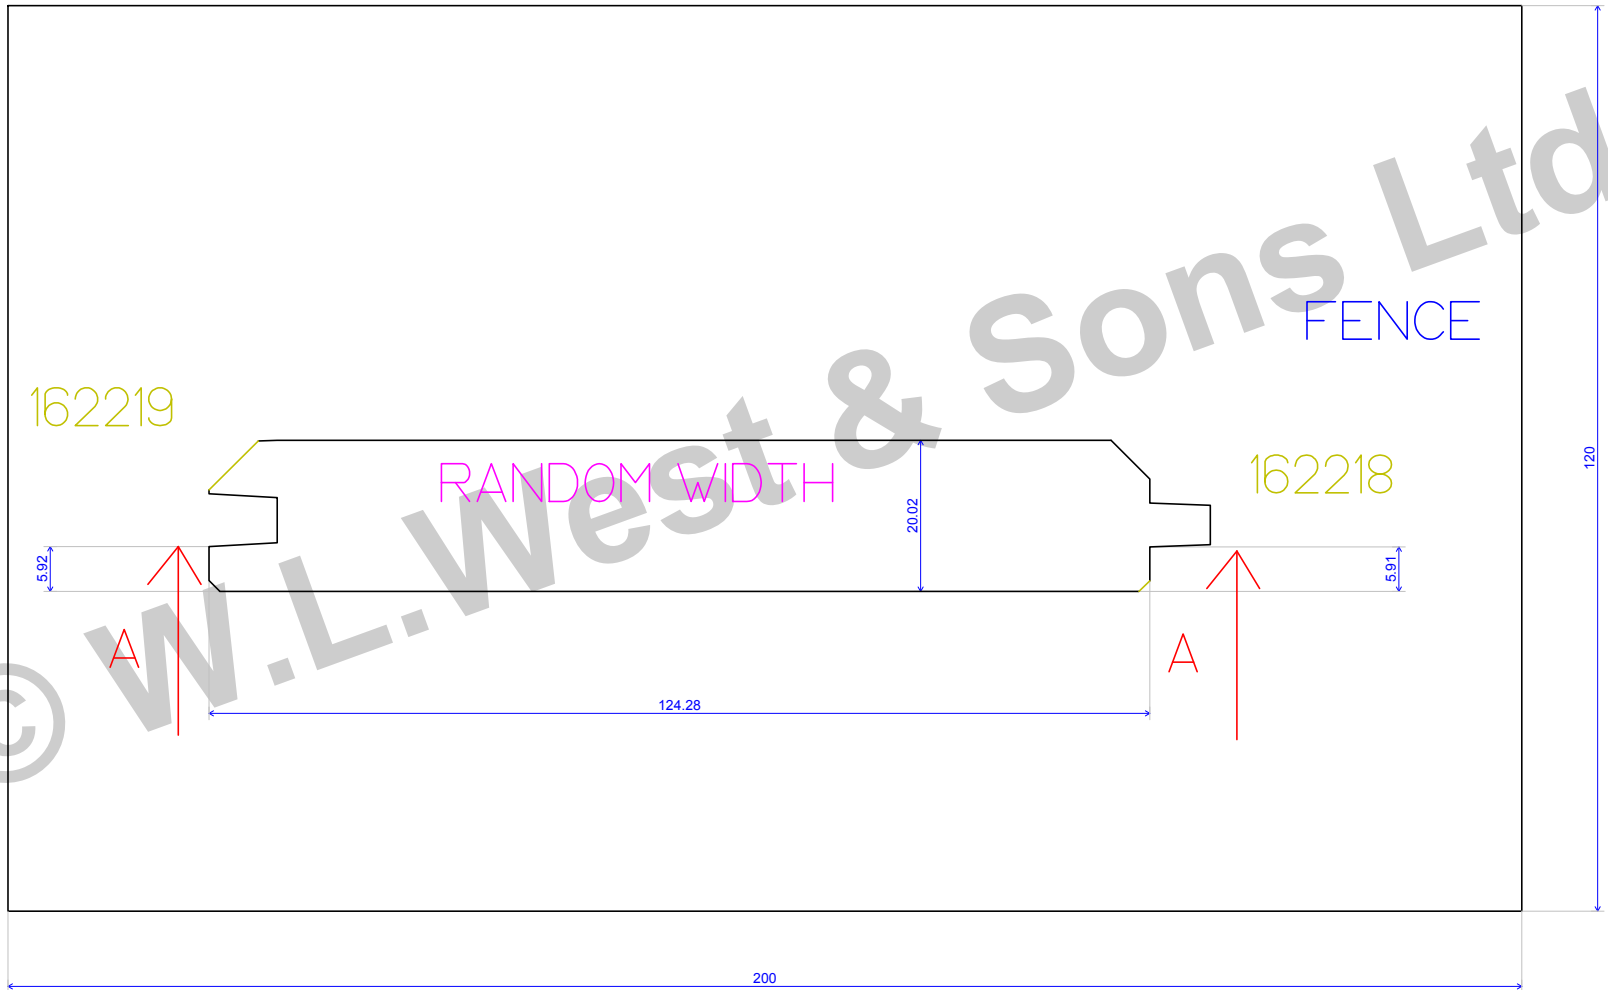 © W.L.West & Sons Ltd
FENCE
120
162219
RANDOM WIDTH
162218
20.02
5.92
5.91
A
A
124.28
200